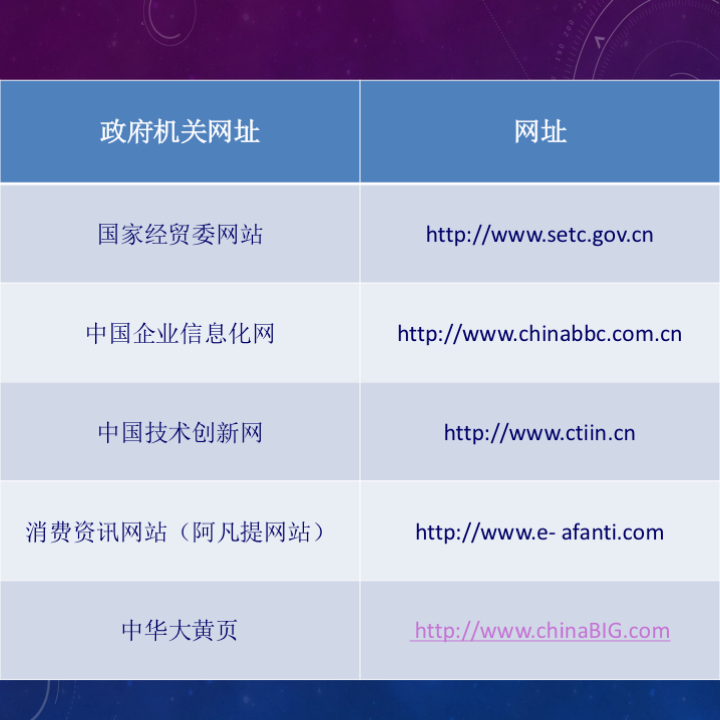 政府机关网址 网址
国家经贸委网站 http://www.setc.gov.cn
中国企业信息化网 http://www.chinabbc.com.cn
中国技术创新网 http://www.ctiin.cn
消费资讯网站（阿凡提网站） http://www.e- afanti.com
中华大黄页 http://www.chinaBIG.com